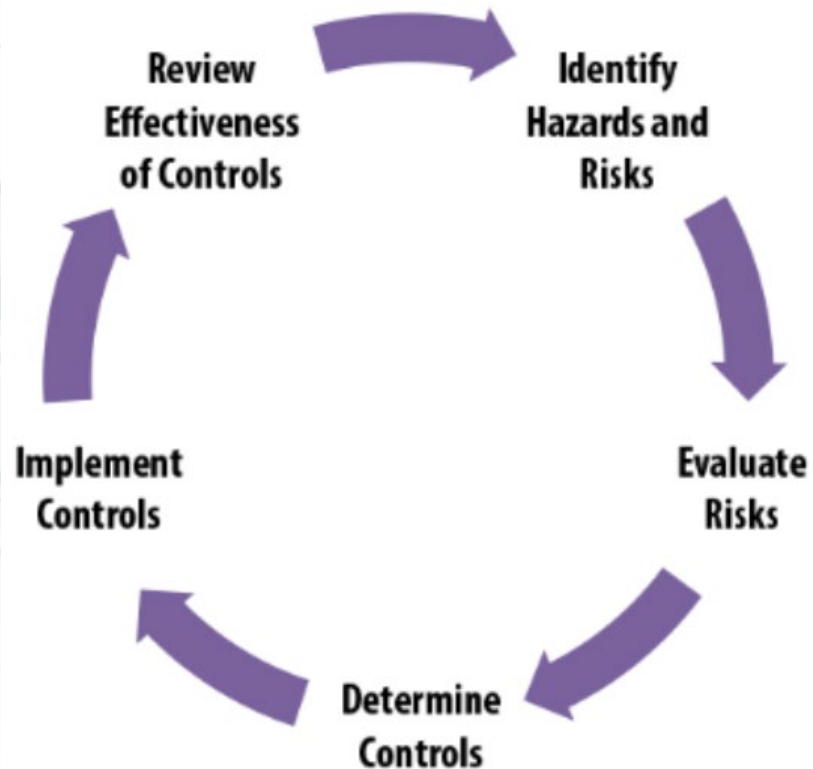 Review
Effectiveness
of Controls
Identify
Hazards and
Risks
Evaluate
Risks
Determine
Controls
Implement
Controls